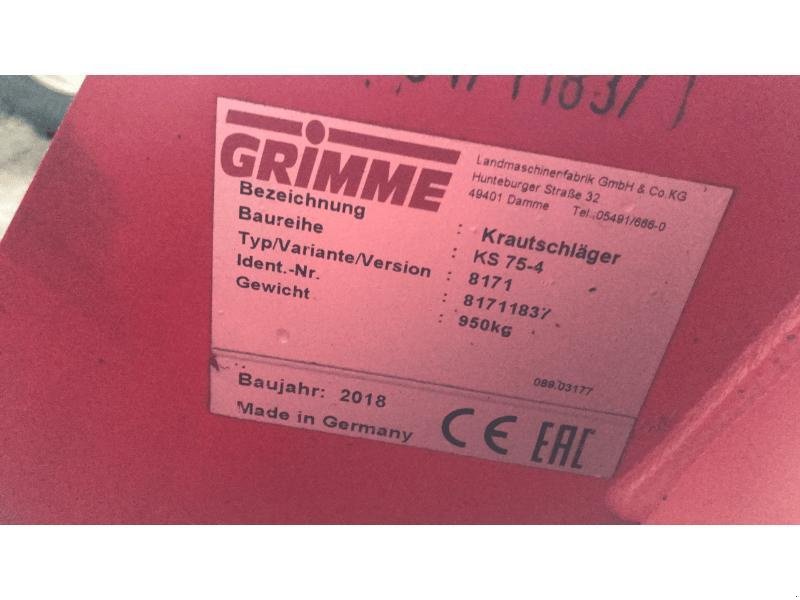 11837
GRIMME
Landmaschinenfabrik GmbH & Co.KG
Hunteburger Straße 32
49401 Damme Tel.:05491/666-0
Bezeichnung : Krautschläger
Baureihe : KS 75-4
Typ/Variante/Version : 8171
Ident.-Nr. : 81711837
Gewicht : 950kg
089.03177
Baujahr: 2018
Made in Germany CE EAC